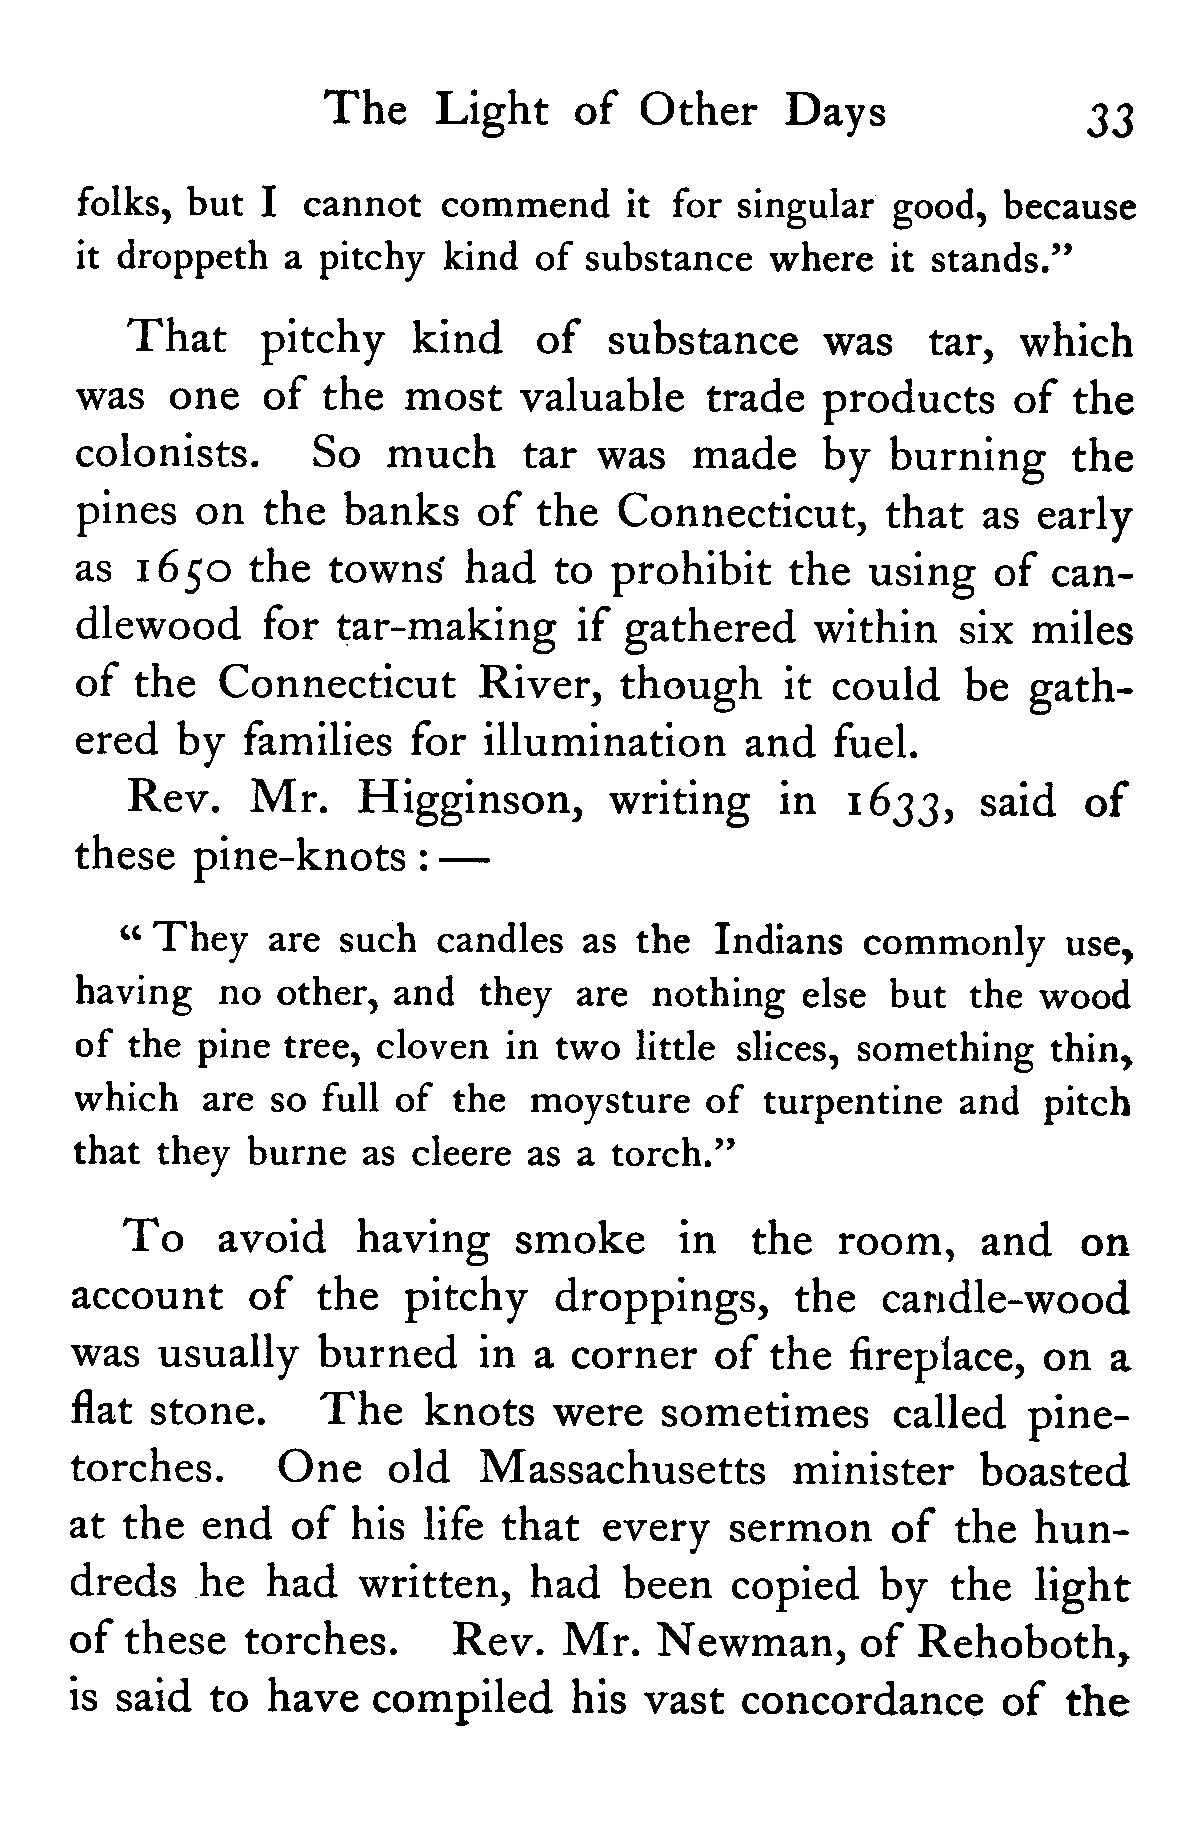 The Light of Other Days 33
folks, but I cannot commend it for singular good, because
it droppeth a pitchy kind of substance where it stands.”
That pitchy kind of substance was tar, which
was one of the most valuable trade products of the
colonists. So much tar was made by burning the
pines on the banks of the Connecticut, that as early
as 1650 the towns had to prohibit the using of can-
dlewood for tar-making if gathered within six miles
of the Connecticut River, though it could be gath-
ered by families for illumination and fuel.
Rev. Mr. Higginson, writing in 1633, said of
these pine-knots : —
“ They are such candles as the Indians commonly use,
having no other, and they are nothing else but the wood
of the pine tree, cloven in two little slices, something thin,
which are so full of the moysture of turpentine and pitch
that they burne as cleere as a torch.”
To avoid having smoke in the room, and on
account of the pitchy droppings, the candle-wood
was usually burned in a corner of the fireplace, on a
flat stone. The knots were sometimes called pine-
torches. One old Massachusetts minister boasted
at the end of his life that every sermon of the hun-
dreds he had written, had been copied by the light
of these torches. Rev. Mr. Newman, of Rehoboth,
is said to have compiled his vast concordance of the